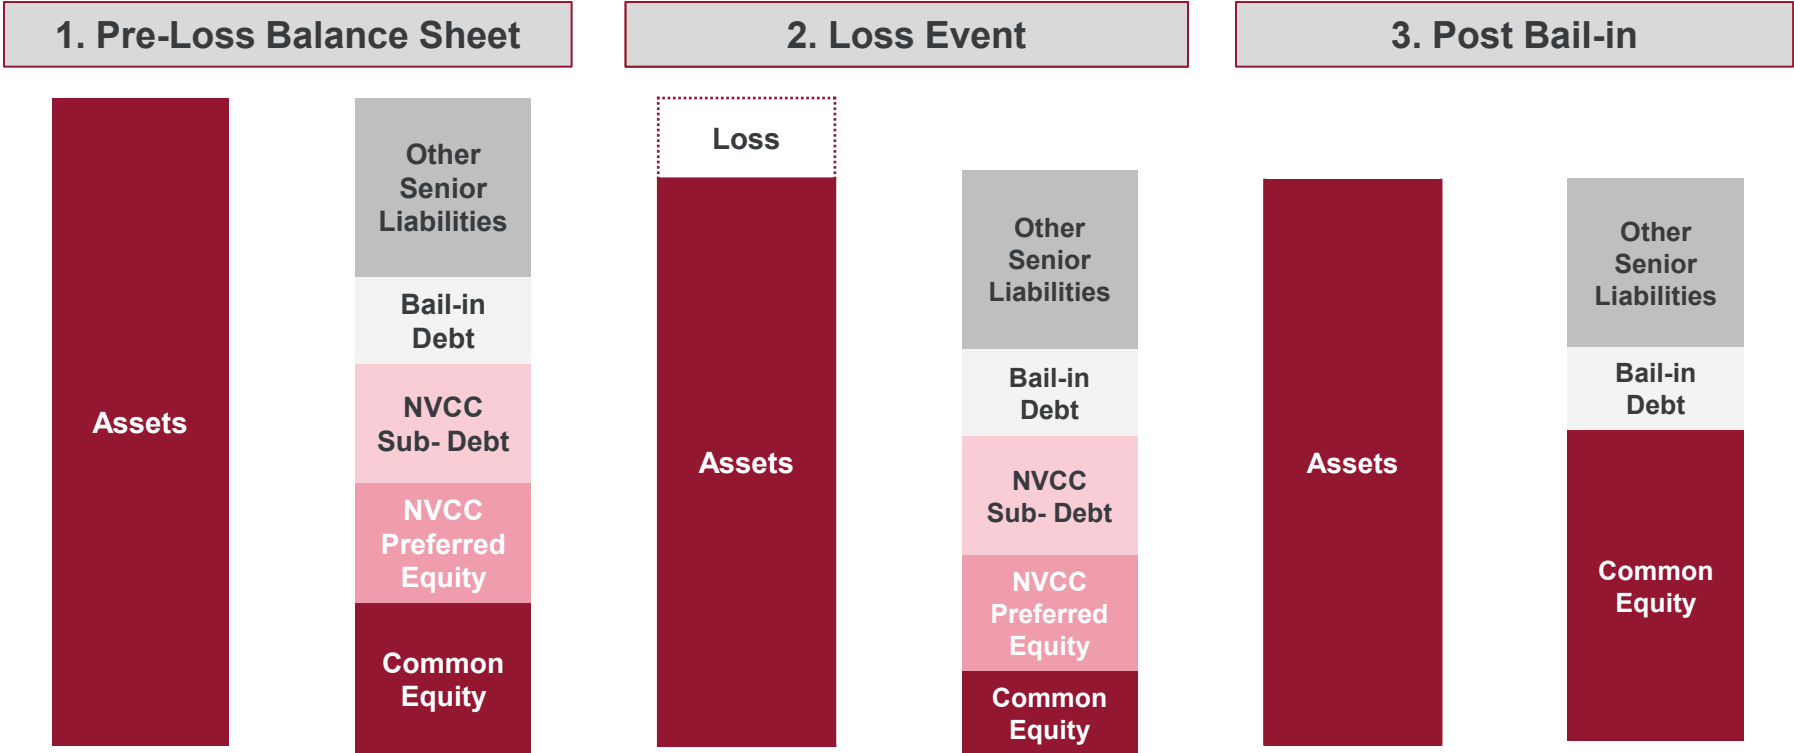 1. Pre-Loss Balance Sheet
Assets
Other
Senior
Liabilities
Bail-in
Debt
NVCC
Sub- Debt
NVCC
Preferred
Equity
Common
Equity
2. Loss Event
Loss
Assets
Other
Senior
Liabilities
Bail-in
Debt
NVCC
Sub- Debt
NVCC
Preferred
Equity
Common
Equity
3. Post Bail-in
Assets
Other
Senior
Liabilities
Bail-in
Debt
Common
Equity